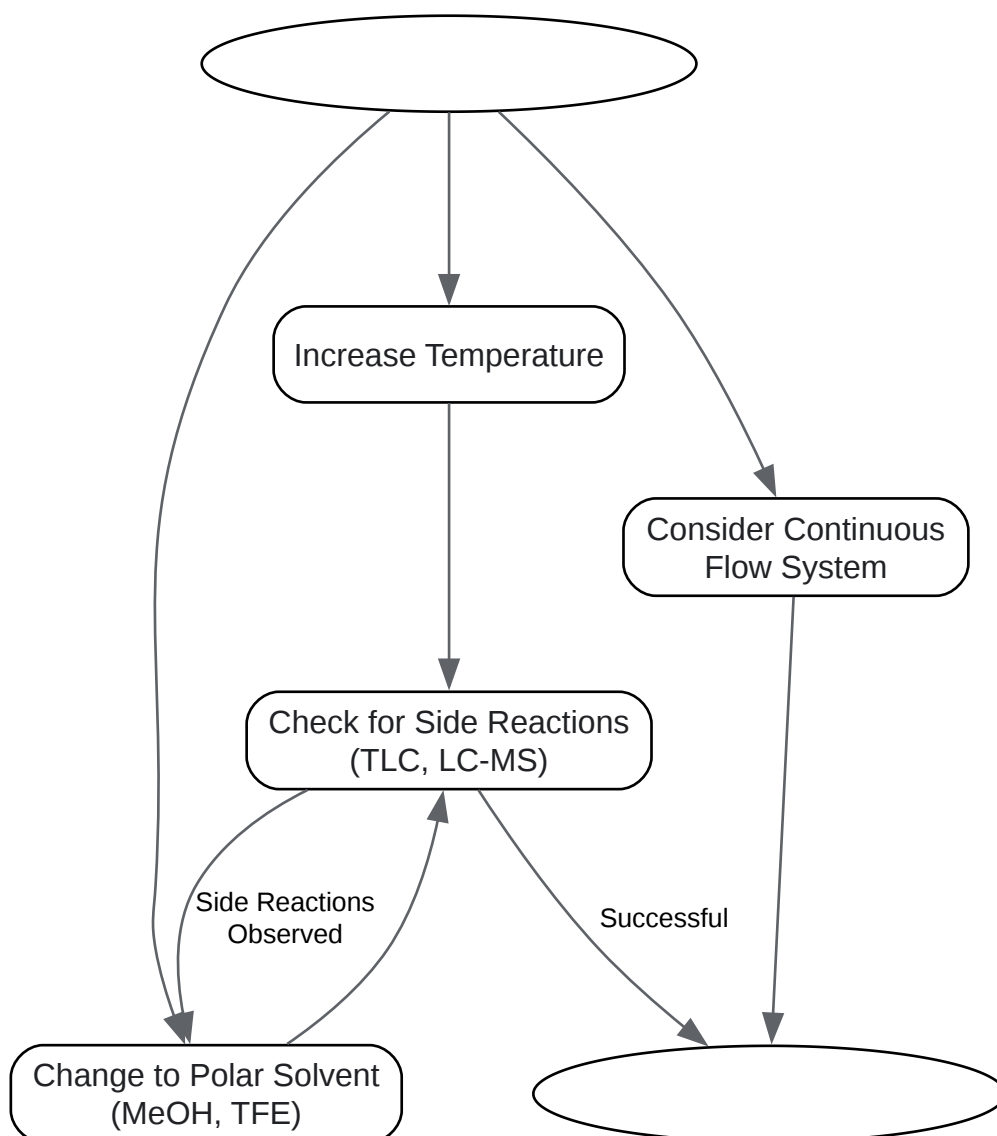 Increase Temperature
Consider Continuous
Flow System
Check for Side Reactions
(TLC, LC-MS)
Side Reactions
Observed
Successful
Change to Polar Solvent
(MeOH, TFE)